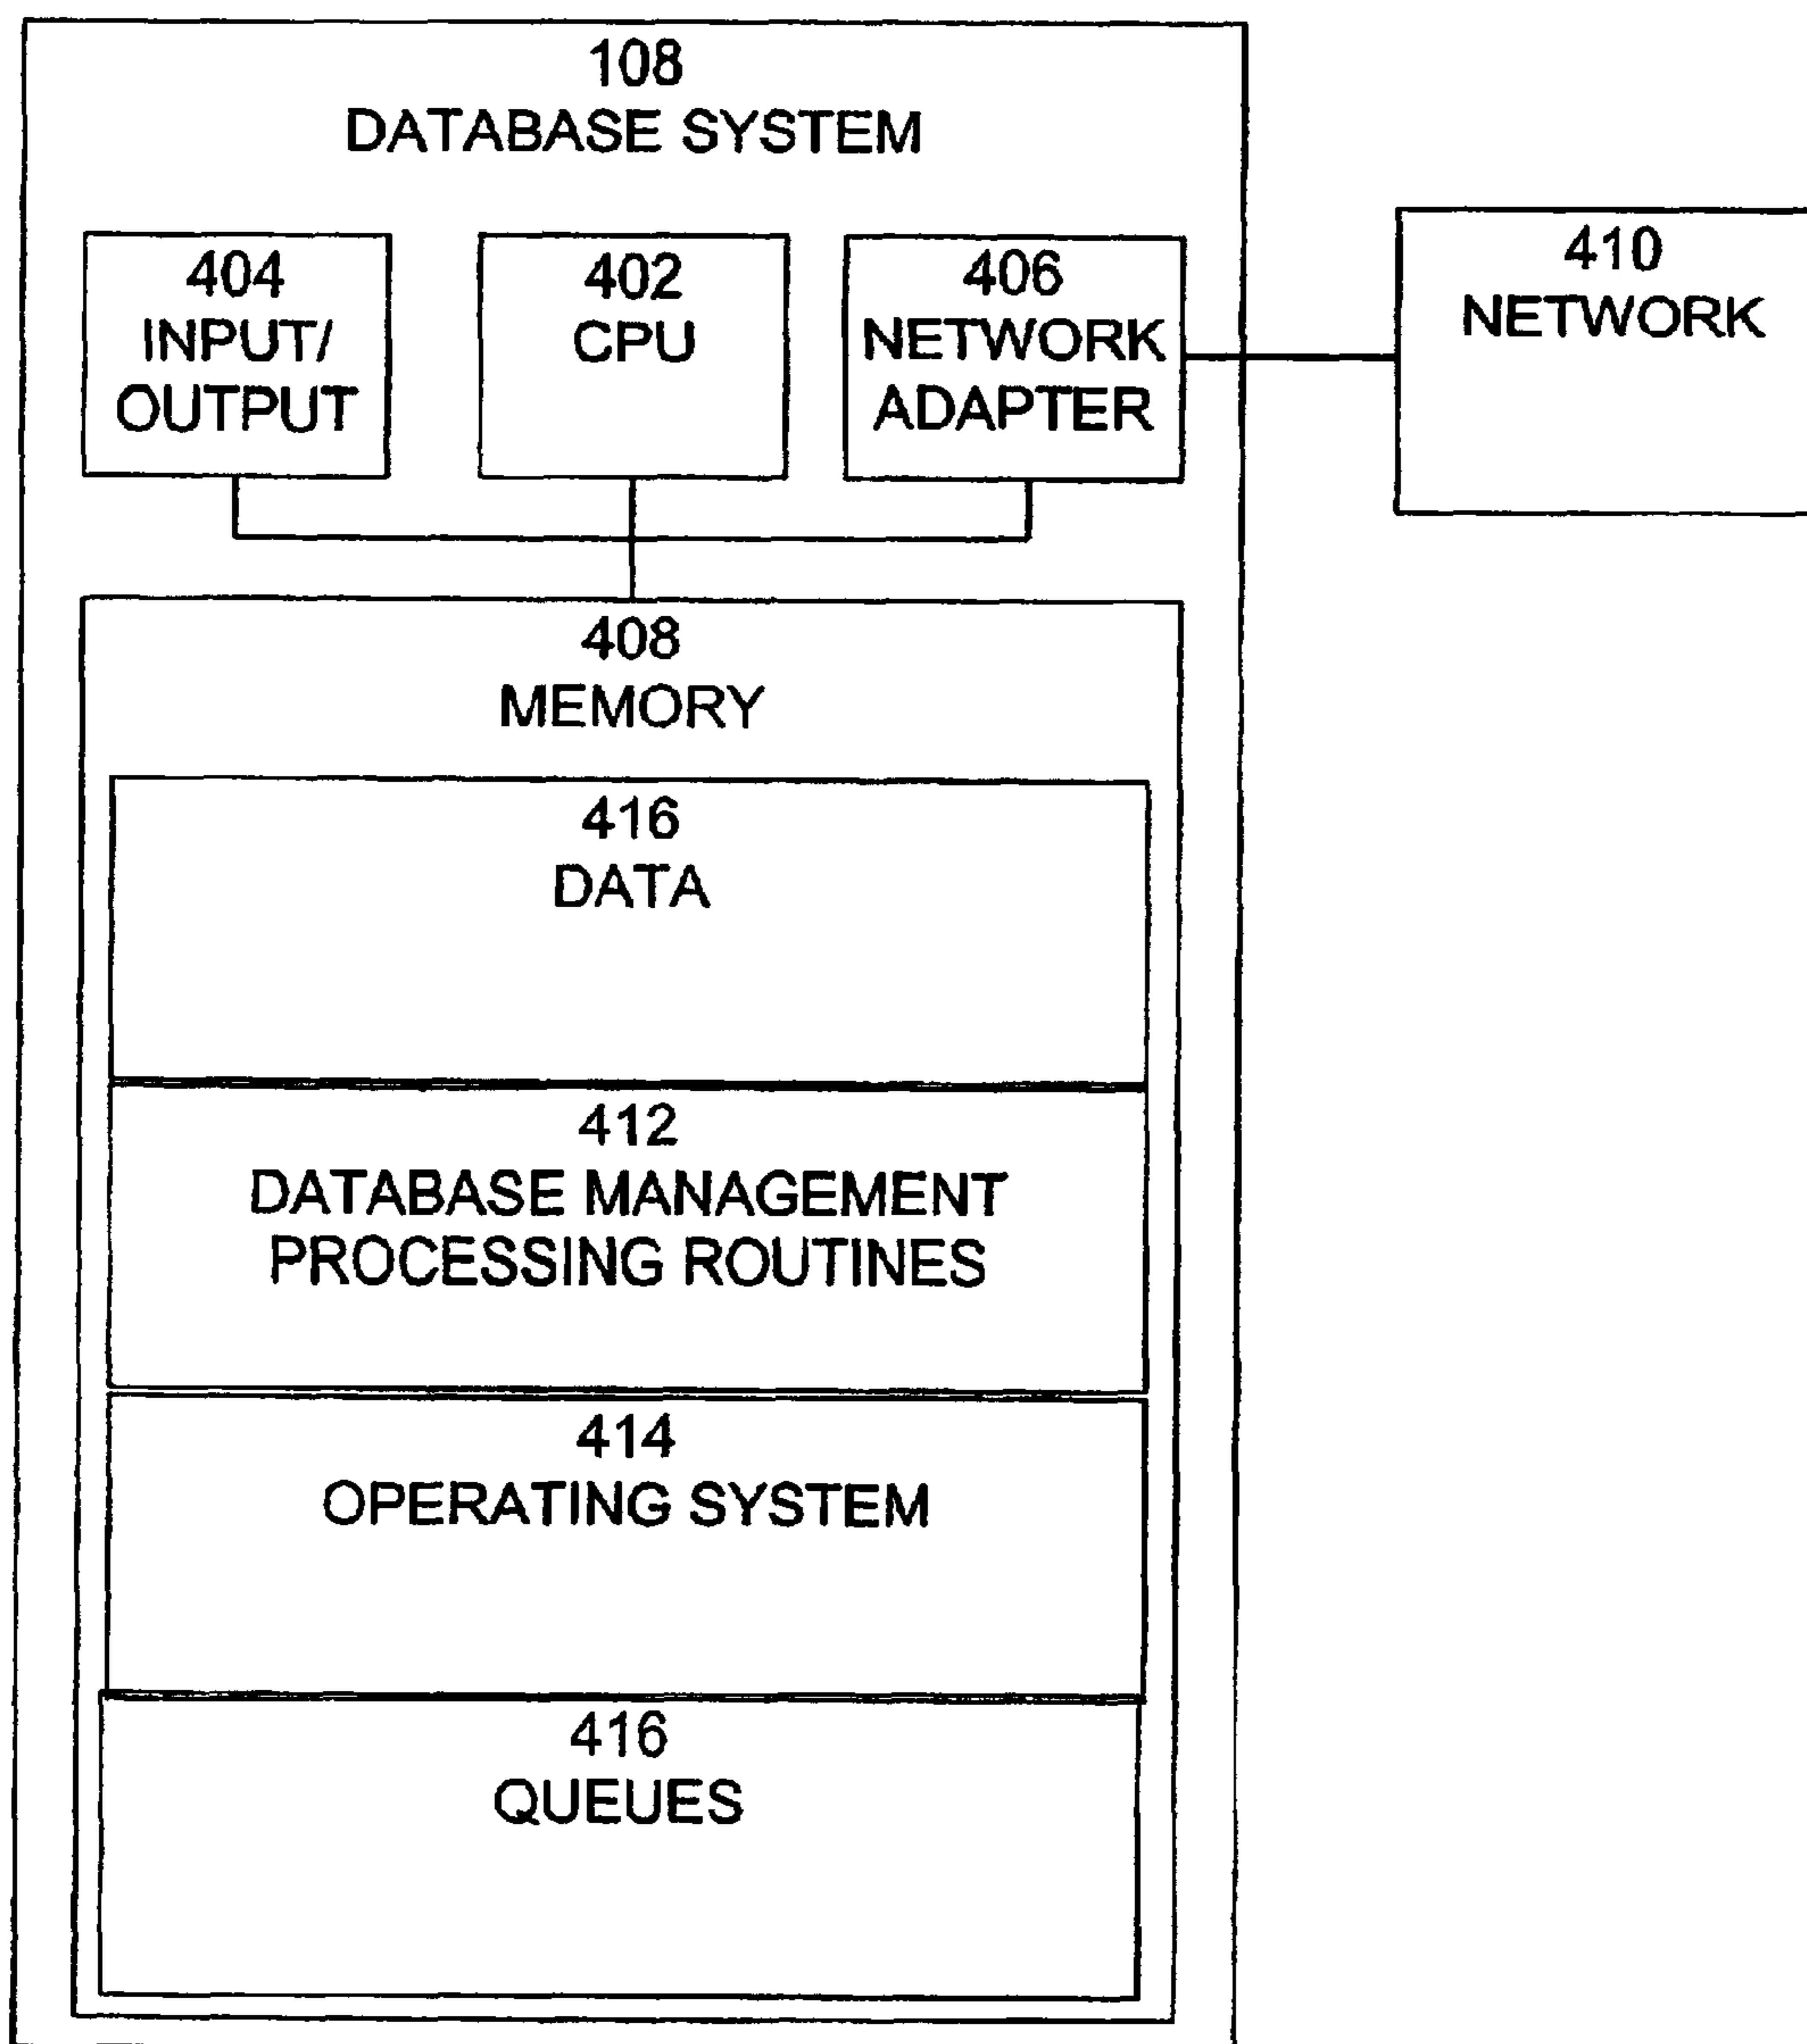 108
DATABASE SYSTEM
404
INPUT/
OUTPUT
402
CPU
406
NETWORK
ADAPTER
410
NETWORK
408
MEMORY
416
DATA
412
DATABASE MANAGEMENT
PROCESSING ROUTINES
414
OPERATING SYSTEM
416
QUEUES